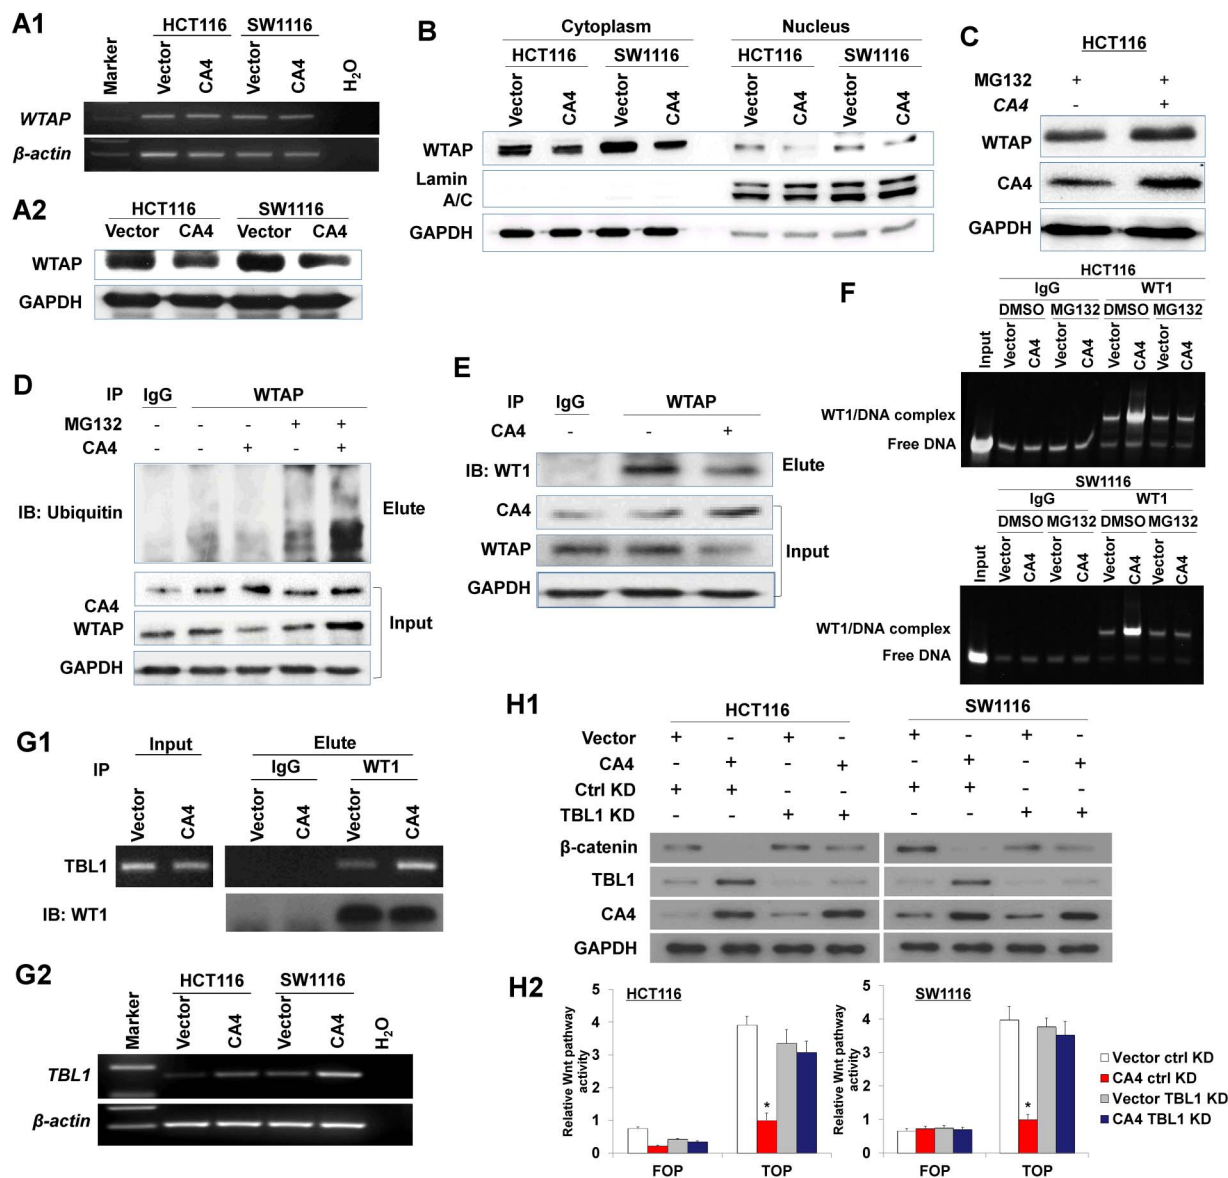 A1
HCT116 SW1116
Marker Vector CA4 Vector CA4 H2O
WTAP
β-actin
A2
HCT116 SW1116
Vector CA4 Vector CA4
WTAP
GAPDH
B
Cytoplasm Nucleus
HCT116 SW1116 HCT116 SW1116
Vector CA4 Vector CA4 Vector CA4 Vector CA4
WTAP
Lamin
A/C
GAPDH
C
HCT116
MG132 + +
CA4 - +
WTAP
CA4
GAPDH
D
IP IgG WTAP
MG132 - - - + +
CA4 - - + - +
IB: Ubiquitin Elute
CA4
WTAP Input
GAPDH
E
IP IgG WTAP
CA4 - - +
IB: WT1 Elute
CA4
WTAP Input
GAPDH
F
HCT116
IgG WT1
DMSO MG132 DMSO MG132
Input Vector CA4 Vector CA4 Vector CA4 Vector CA4
WT1/DNA complex
Free DNA
SW1116
IgG WT1
DMSO MG132 DMSO MG132
Input Vector CA4 Vector CA4 Vector CA4 Vector CA4
WT1/DNA complex
Free DNA
G1
Input Elute
IP IgG WT1
Vector CA4 Vector CA4 Vector CA4
TBL1
IB: WT1
G2
HCT116 SW1116
Marker Vector CA4 Vector CA4 H2O
TBL1
β-actin
H1
HCT116 SW1116
Vector + - + - + - + -
CA4 - + - + - + - +
Ctrl KD + + - - + + - -
TBL1 KD - - + + - - + +
β-catenin
TBL1
CA4
GAPDH
H2
HCT116
Relative Wnt pathway
activity
5
4
3
2
1
0
*
FOP TOP
SW1116
Relative Wnt pathway
activity
5
4
3
2
1
0
*
FOP TOP
Vector ctrl KD
CA4 ctrl KD
Vector TBL1 KD
CA4 TBL1 KD